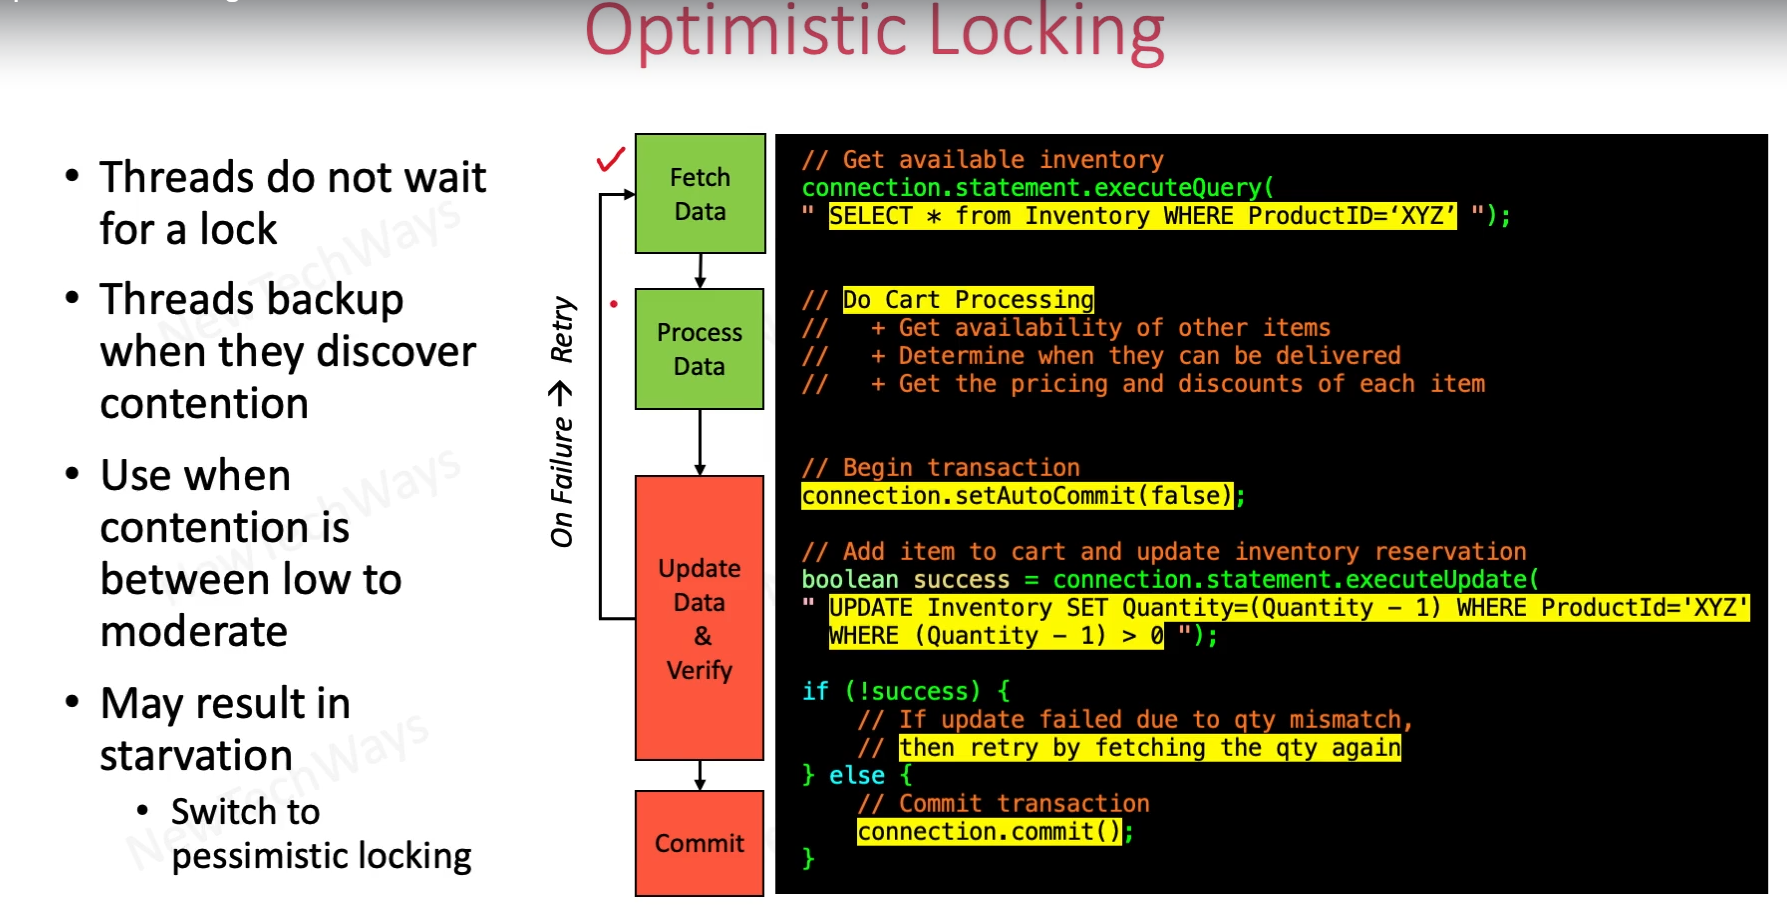 Optimistic Locking
• Threads do not wait
for a lock
• Threads backup
when they discover
contention
• Use when
contention is
between low to
moderate
• May result in
starvation
• Switch to
pessimistic locking
On Failure → Retry
Fetch
Data
Process
Data
Update
Data
&
Verify
Commit
// Get available inventory
connection.statement.executeQuery(
" SELECT * from Inventory WHERE ProductID=‘XYZ’ ");
// Do Cart Processing
//   + Get availability of other items
//   + Determine when they can be delivered
//   + Get the pricing and discounts of each item
// Begin transaction
connection.setAutoCommit(false);
// Add item to cart and update inventory reservation
boolean success = connection.statement.executeUpdate(
" UPDATE Inventory SET Quantity=(Quantity – 1) WHERE ProductId='XYZ'
WHERE (Quantity – 1) > 0 ");
if (!success) {
// If update failed due to qty mismatch,
// then retry by fetching the qty again
} else {
// Commit transaction
connection.commit();
}
NewTechWays
NewTechWays
NewTechWays